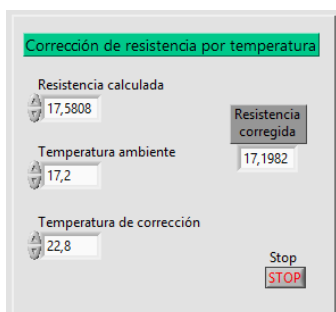 Corrección de resistencia por temperatura
Resistencia calculada
17,5808
Resistencia
corregida
17,1982
Temperatura ambiente
17,2
Temperatura de corrección
22,8
Stop
STOP